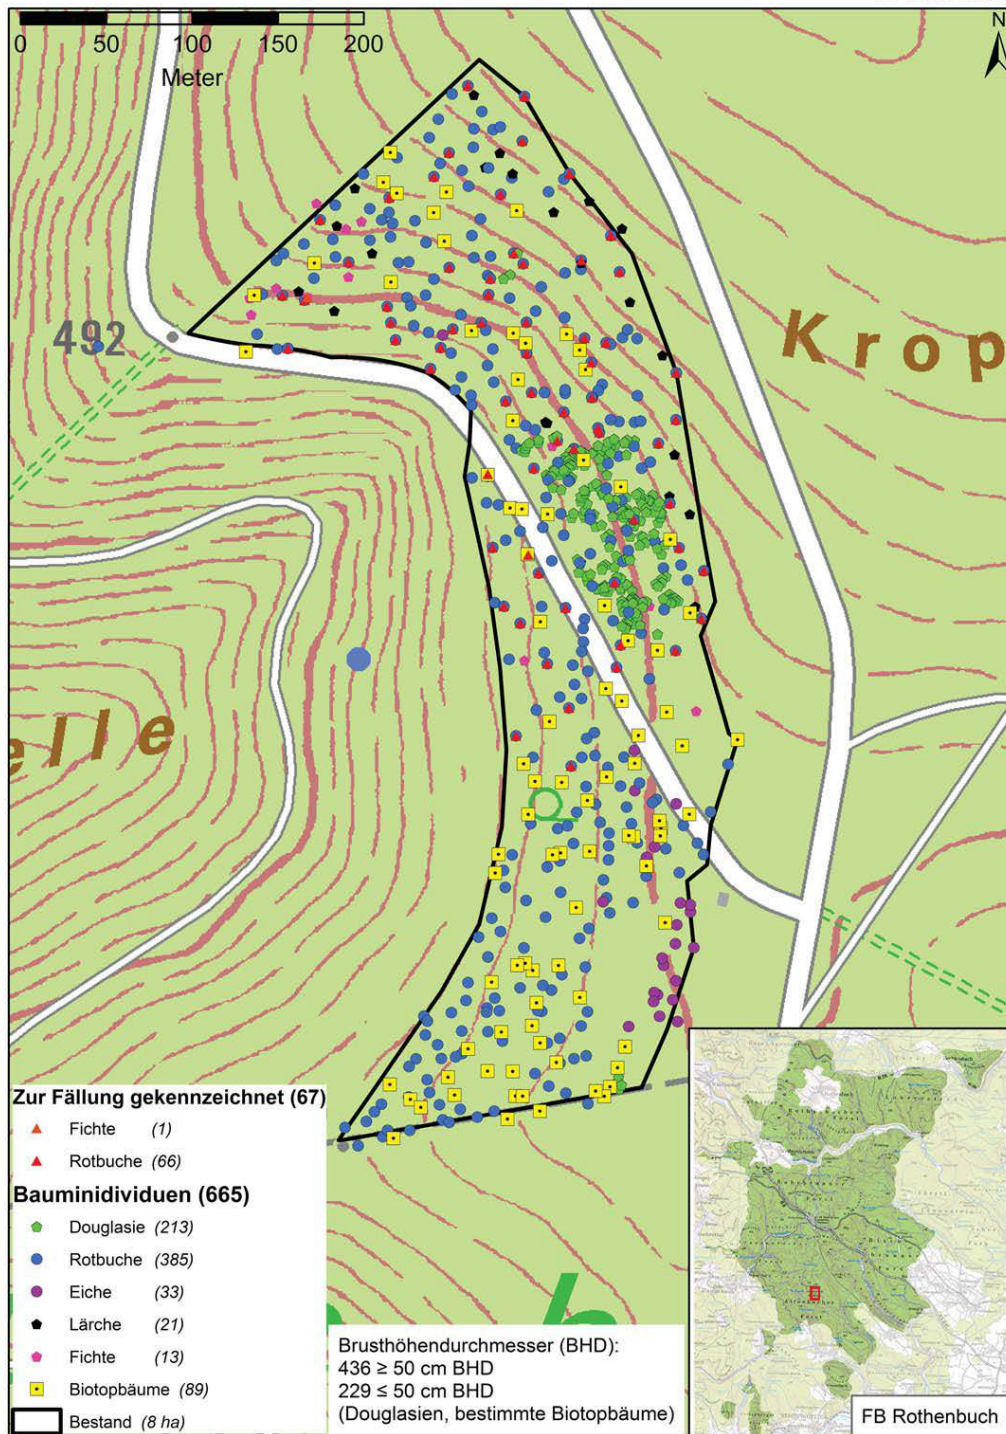 N
0 50 100 150 200
Meter
492
Krop
elle
Zur Fällung gekennzeichnet (67)
Fichte (1)
Rotbuche (66)
Bauminidividuen (665)
Douglasie (213)
Rotbuche (385)
Eiche (33)
Lärche (21)
Fichte (13)
Biotopbäume (89)
Bestand (8 ha)
Brusthöhendurchmesser (BHD):
436 ≥ 50 cm BHD
229 ≤ 50 cm BHD
(Douglasien, bestimmte Biotopbäume)
FB Rothenbuch